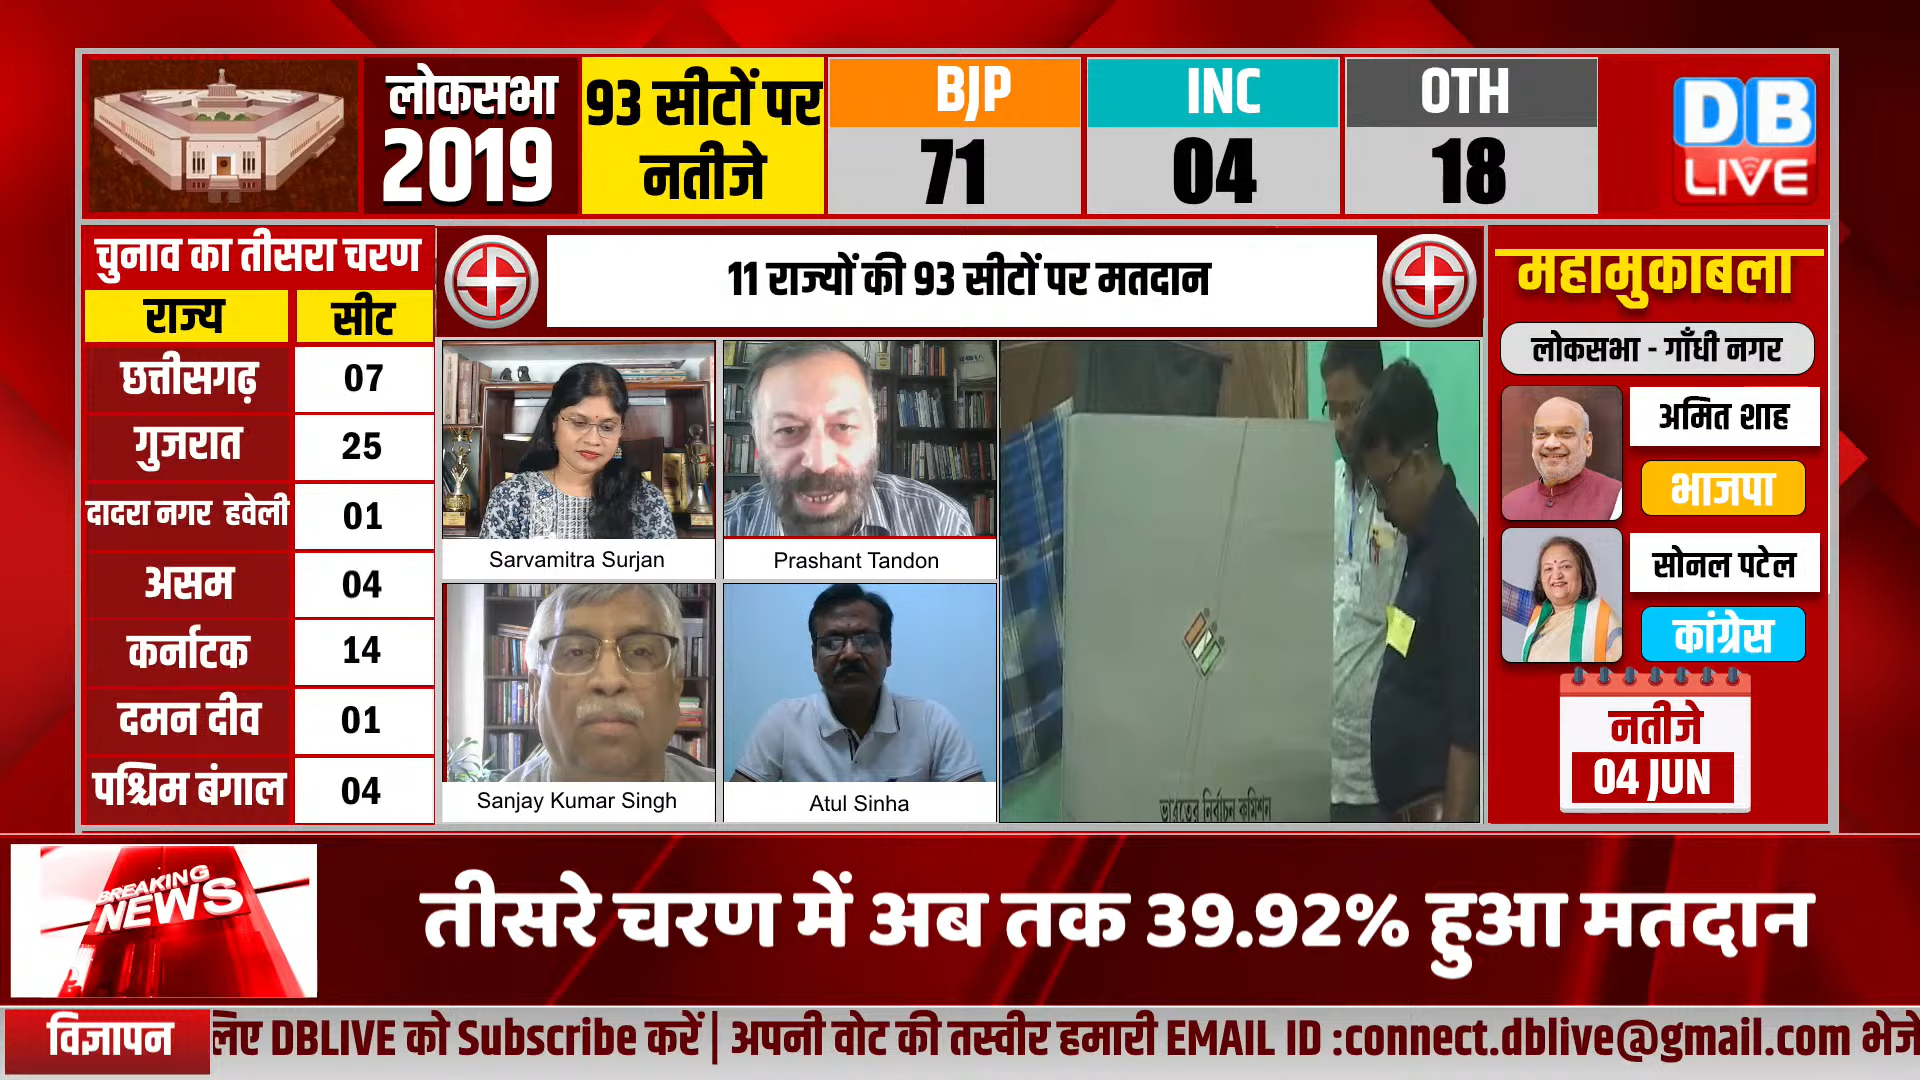 लोकसभा
2019
93 सीटों पर
नतीजे
BJP
71
INC
04
OTH
18
DB
LIVE
चुनाव का तीसरा चरण
राज्य सीट
छत्तीसगढ़ 07
गुजरात 25
दादरा नगर हवेली 01
असम 04
कर्नाटक 14
दमन दीव 01
पश्चिम बंगाल 04
11 राज्यों की 93 सीटों पर मतदान
Sarvamitra Surjan
Prashant Tandon
Sanjay Kumar Singh
Atul Sinha
ভারতের নির্বাচন কমিশন
महामुकाबला
लोकसभा - गाँधी नगर
अमित शाह
भाजपा
सोनल पटेल
कांग्रेस
नतीजे
04 JUN
BREAKING
NEWS
तीसरे चरण में अब तक 39.92% हुआ मतदान
विज्ञापन
लिए DBLIVE को Subscribe करें | अपनी वोट की तस्वीर हमारी EMAIL ID :connect.dblive@gmail.com भेजे